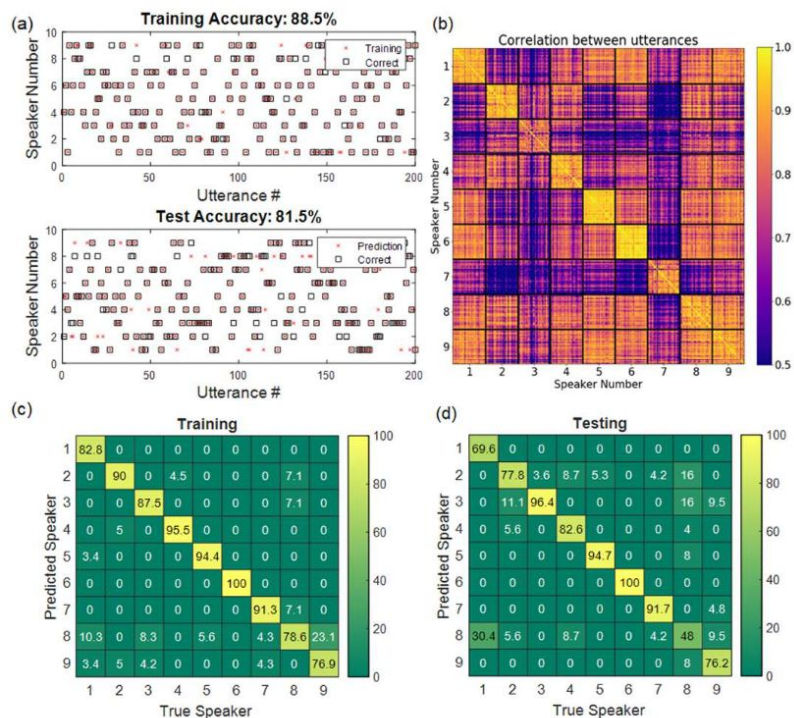 (a)
Training Accuracy: 88.5%
10
8
6
4
2
0
Speaker Number
× Training
□ Correct
0 50 100 150 200
Utterance #
Test Accuracy: 81.5%
10
8
6
4
2
0
Speaker Number
× Prediction
□ Correct
0 50 100 150 200
Utterance #
(b)
Correlation between utterances
1
2
3
4
5
6
7
8
9
Speaker Number
1 2 3 4 5 6 7 8 9
Speaker Number
1.0
0.9
0.8
0.7
0.6
0.5
(c)
Training
Predicted Speaker
1 82.8 0 0 0 0 0 0 0 0
2 0 90 0 4.5 0 0 0 7.1 0
3 0 0 87.5 0 0 0 0 7.1 0
4 0 5 0 95.5 0 0 0 0 0
5 3.4 0 0 0 94.4 0 0 0 0
6 0 0 0 0 0 100 0 0 0
7 0 0 0 0 0 0 91.3 7.1 0
8 10.3 0 8.3 0 5.6 0 4.3 78.6 23.1
9 3.4 5 4.2 0 0 0 4.3 0 76.9
1 2 3 4 5 6 7 8 9
True Speaker
100
80
60
40
20
0
(d)
Testing
Predicted Speaker
1 69.6 0 0 0 0 0 0 0 0
2 0 77.8 3.6 8.7 5.3 0 4.2 16 0
3 0 11.1 96.4 0 0 0 0 16 9.5
4 0 5.6 0 82.6 0 0 0 4 0
5 0 0 0 0 94.7 0 0 8 0
6 0 0 0 0 0 100 0 0 0
7 0 0 0 0 0 0 91.7 0 4.8
8 30.4 5.6 0 8.7 0 0 4.2 48 9.5
9 0 0 0 0 0 0 0 8 76.2
1 2 3 4 5 6 7 8 9
True Speaker
100
80
60
40
20
0